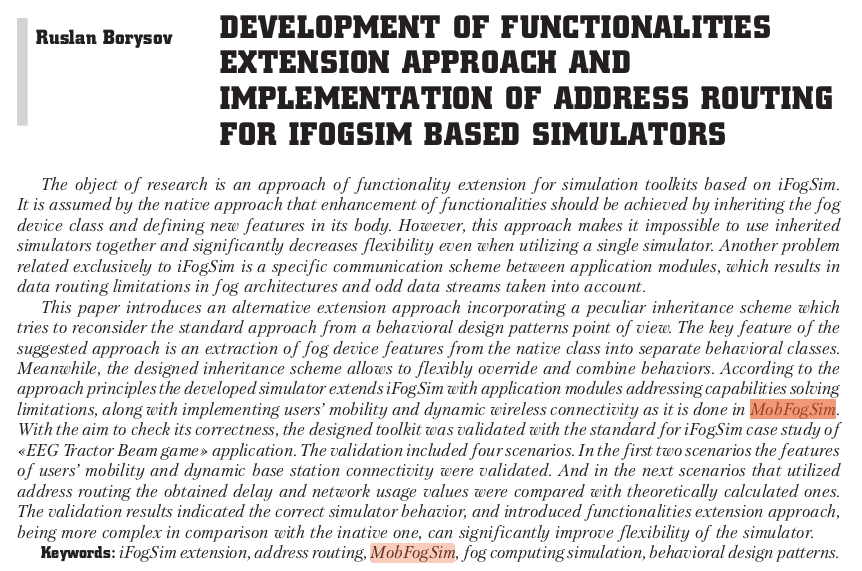 Ruslan Borysov
DEVELOPMENT OF FUNCTIONALITIES
EXTENSION APPROACH AND
IMPLEMENTATION OF ADDRESS ROUTING
FOR IFOGSIM BASED SIMULATORS
The object of research is an approach of functionality extension for simulation toolkits based on iFogSim.
It is assumed by the native approach that enhancement of functionalities should be achieved by inheriting the fog
device class and defining new features in its body. However, this approach makes it impossible to use inherited
simulators together and significantly decreases flexibility even when utilizing a single simulator. Another problem
related exclusively to iFogSim is a specific communication scheme between application modules, which results in
data routing limitations in fog architectures and odd data streams taken into account.
This paper introduces an alternative extension approach incorporating a peculiar inheritance scheme which
tries to reconsider the standard approach from a behavioral design patterns point of view. The key feature of the
suggested approach is an extraction of fog device features from the native class into separate behavioral classes.
Meanwhile, the designed inheritance scheme allows to flexibly override and combine behaviors. According to the
approach principles the developed simulator extends iFogSim with application modules addressing capabilities solving
limitations, along with implementing users' mobility and dynamic wireless connectivity as it is done in MobFogSim.
With the aim to check its correctness, the designed toolkit was validated with the standard for iFogSim case study of
«EEG Tractor Beam game» application. The validation included four scenarios. In the first two scenarios the features
of users' mobility and dynamic base station connectivity were validated. And in the next scenarios that utilized
address routing the obtained delay and network usage values were compared with theoretically calculated ones.
The validation results indicated the correct simulator behavior, and introduced functionalities extension approach,
being more complex in comparison with the inative one, can significantly improve flexibility of the simulator.
Keywords: iFogSim extension, address routing, MobFogSim, fog computing simulation, behavioral design patterns.